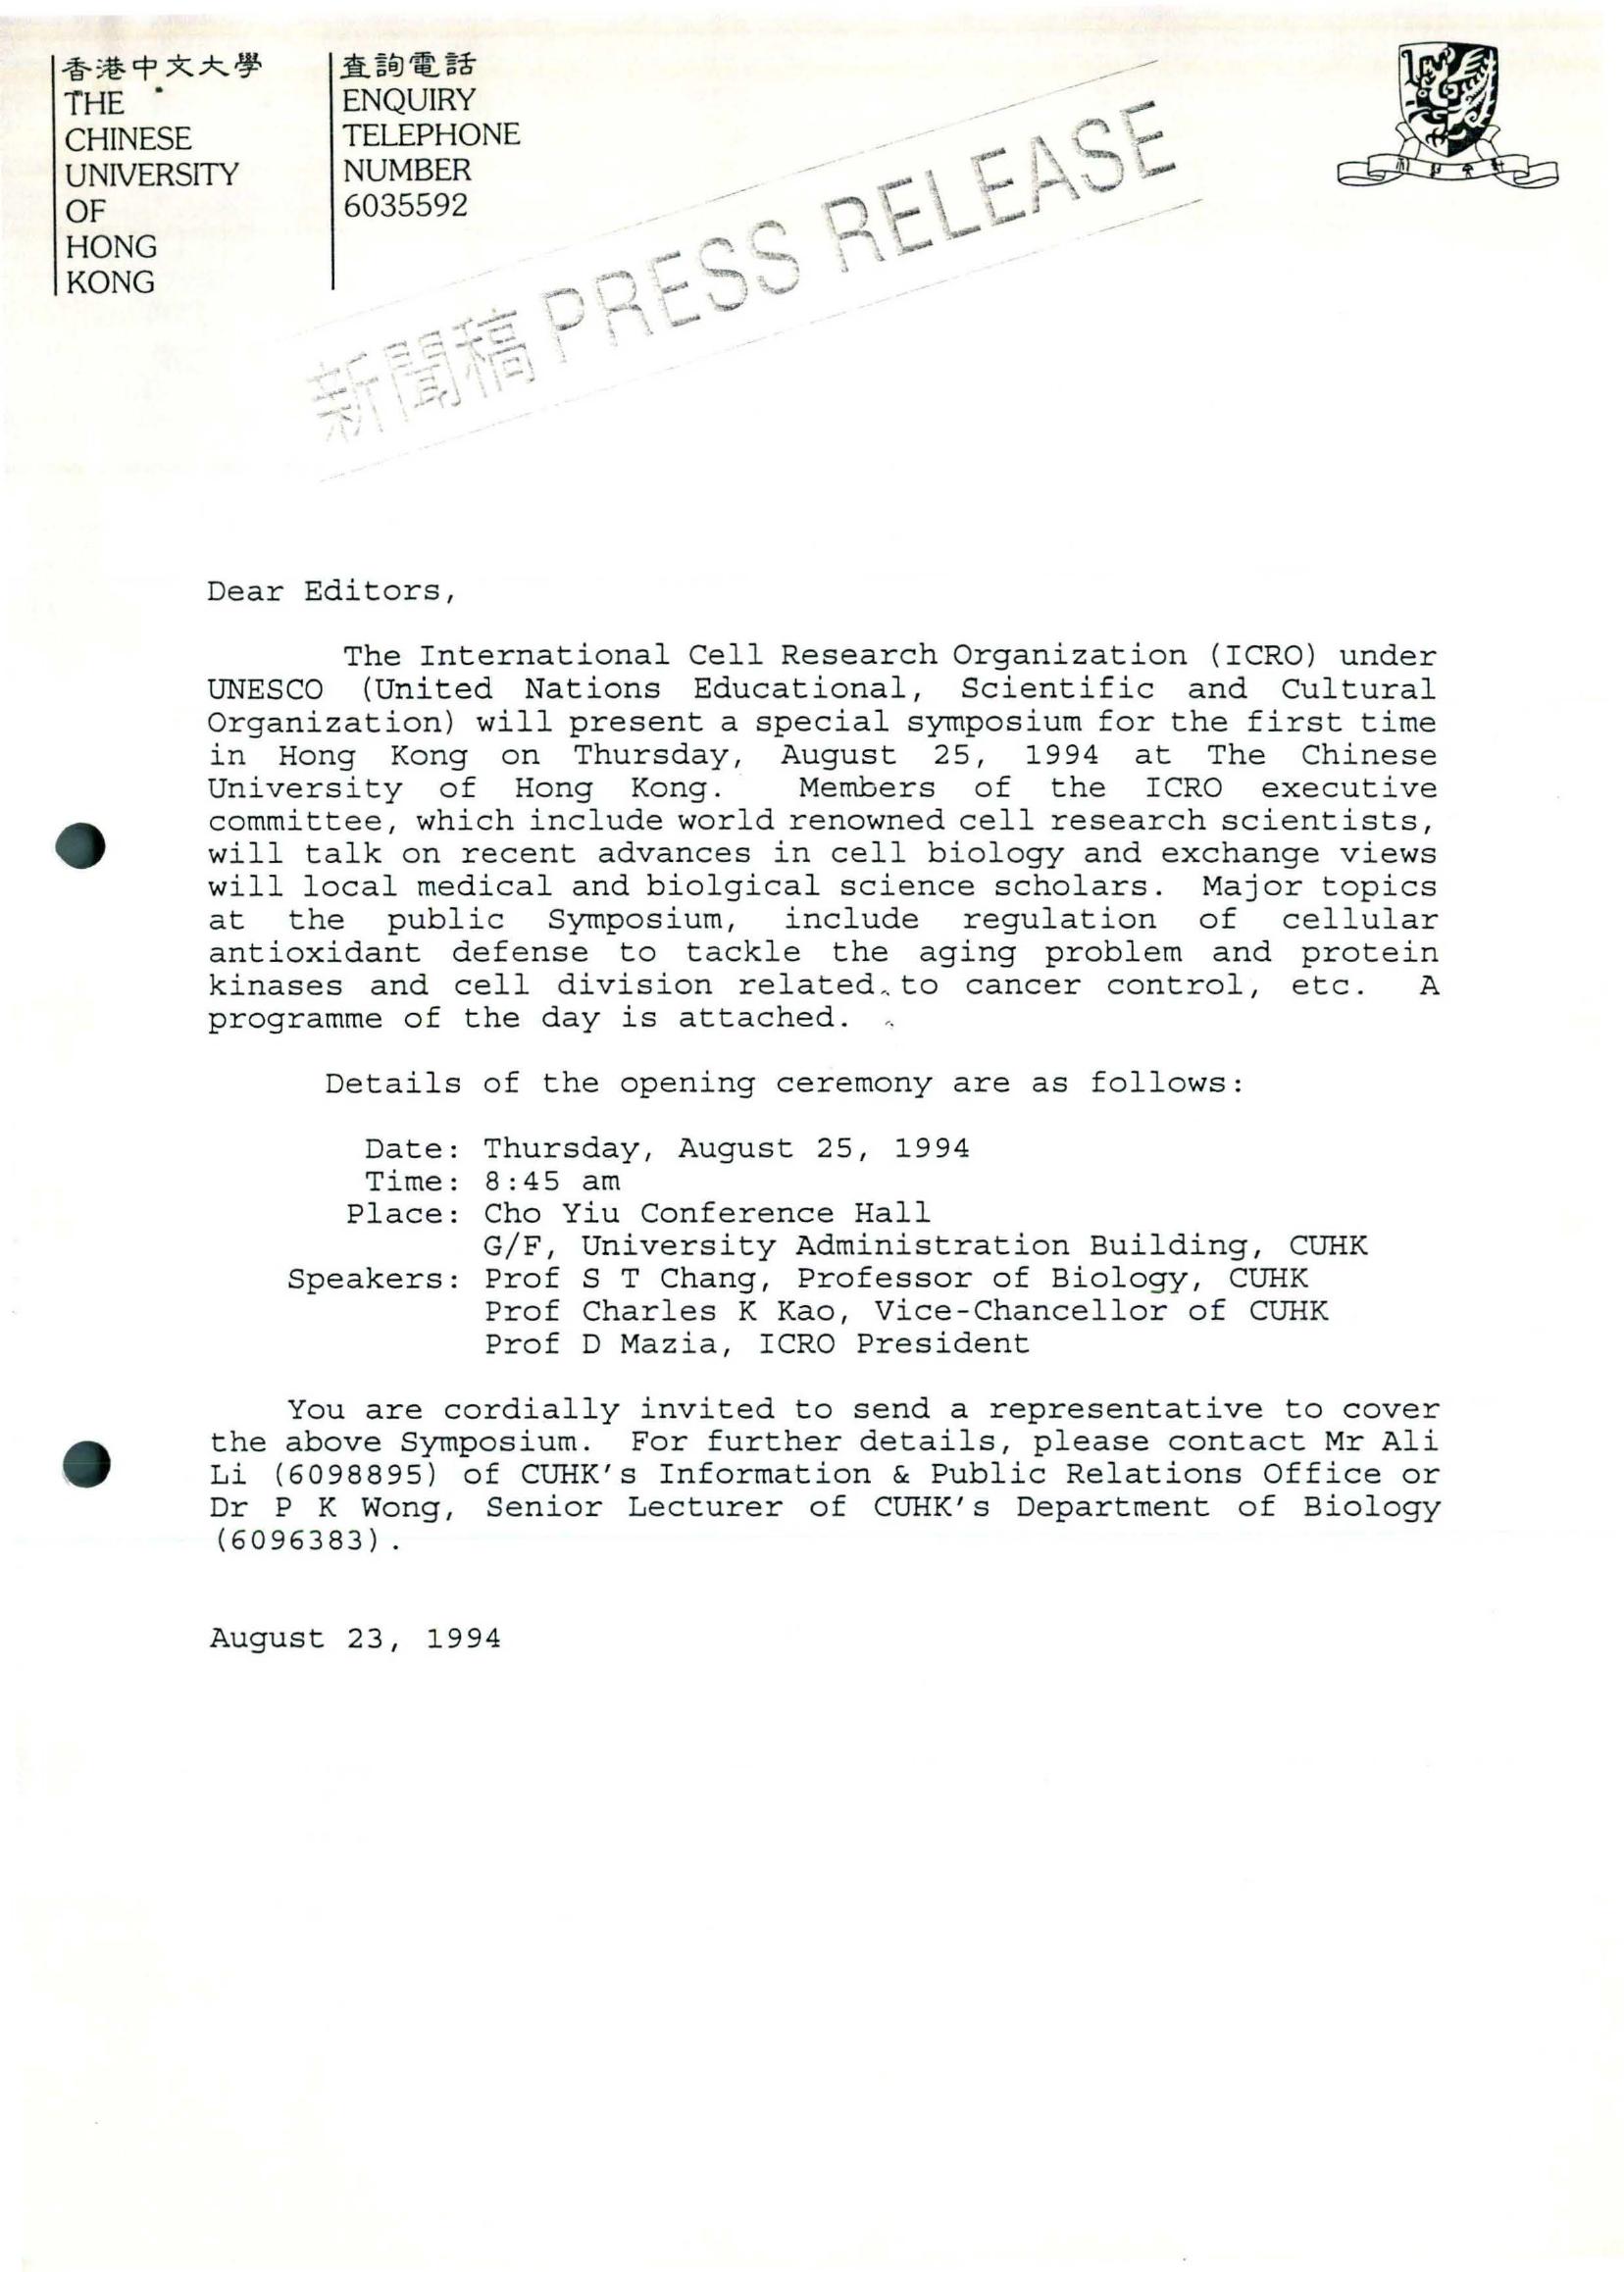 香港中文大學
THE
CHINESE
UNIVERSITY
OF
HONG
KONG
查詢電話
ENQUIRY
TELEPHONE
NUMBER
6035592
新聞稿 PRESS RELEASE
Dear Editors,
The International Cell Research Organization (ICRO) under
UNESCO (United Nations Educational, Scientific and Cultural
Organization) will present a special symposium for the first time
in Hong Kong on Thursday, August 25, 1994 at The Chinese
University of Hong Kong. Members of the ICRO executive
committee, which include world renowned cell research scientists,
will talk on recent advances in cell biology and exchange views
will local medical and biolgical science scholars. Major topics
at the public Symposium, include regulation of cellular
antioxidant defense to tackle the aging problem and protein
kinases and cell division related to cancer control, etc. A
programme of the day is attached.
Details of the opening ceremony are as follows:
Date: Thursday, August 25, 1994
Time: 8:45 am
Place: Cho Yiu Conference Hall
G/F, University Administration Building, CUHK
Speakers: Prof S T Chang, Professor of Biology, CUHK
Prof Charles K Kao, Vice-Chancellor of CUHK
Prof D Mazia, ICRO President
You are cordially invited to send a representative to cover
the above Symposium. For further details, please contact Mr Ali
Li (6098895) of CUHK's Information & Public Relations Office or
Dr P K Wong, Senior Lecturer of CUHK's Department of Biology
(6096383).
August 23, 1994